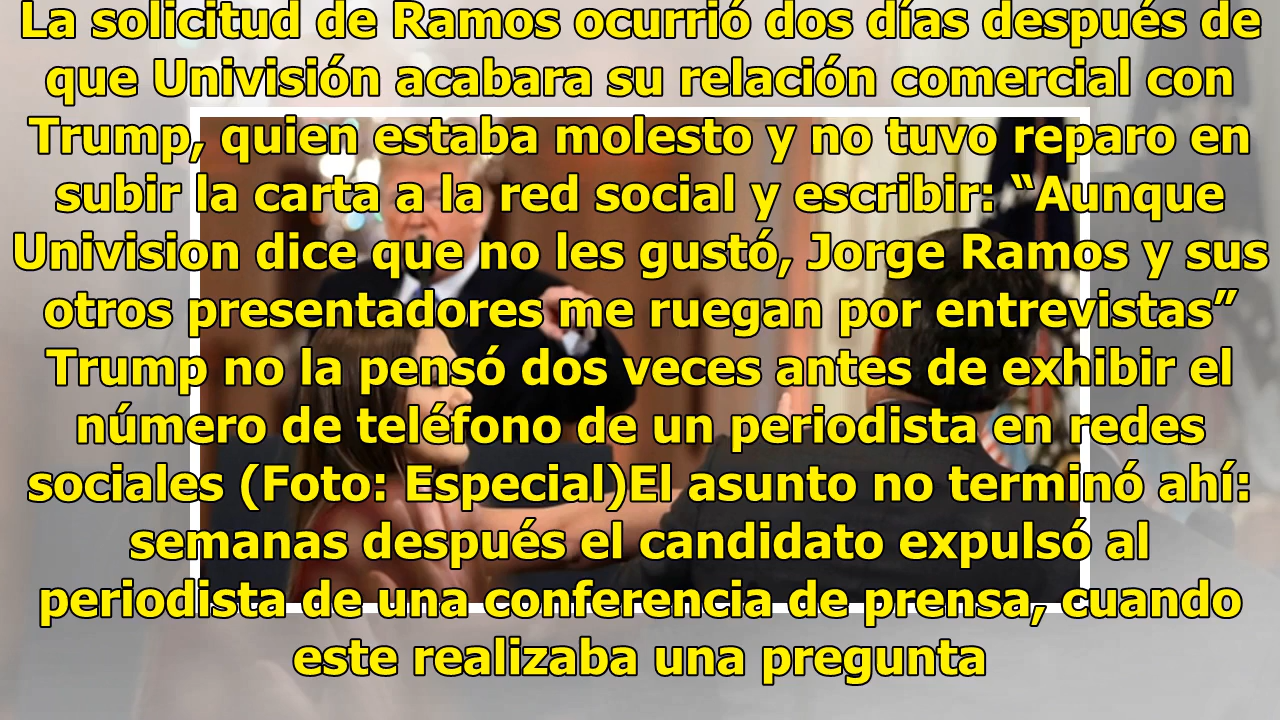 La solicitud de Ramos ocurrió dos días después de
que Univisión acabara su relación comercial con
Trump, quien estaba molesto y no tuvo reparo en
subir la carta a la red social y escribir: “Aunque
Univision dice que no les gustó, Jorge Ramos y sus
otros presentadores me ruegan por entrevistas”
Trump no la pensó dos veces antes de exhibir el
número de teléfono de un periodista en redes
sociales (Foto: Especial)El asunto no terminó ahí:
semanas después el candidato expulsó al
periodista de una conferencia de prensa, cuando
este realizaba una pregunta